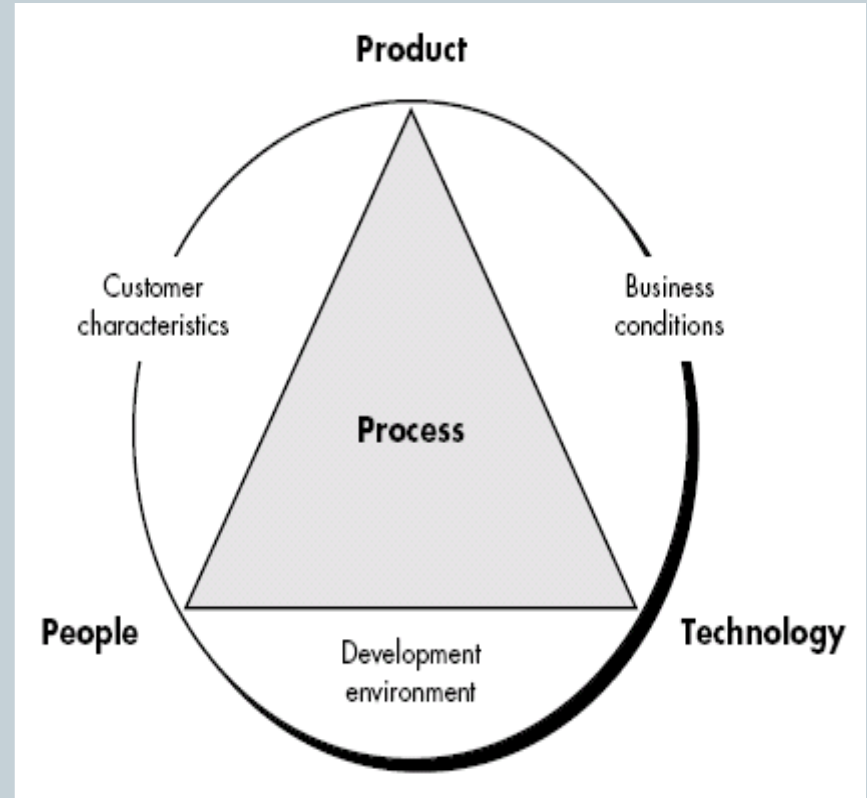 Product
Customer
characteristics
Business
conditions
Process
People
Technology
Development
environment